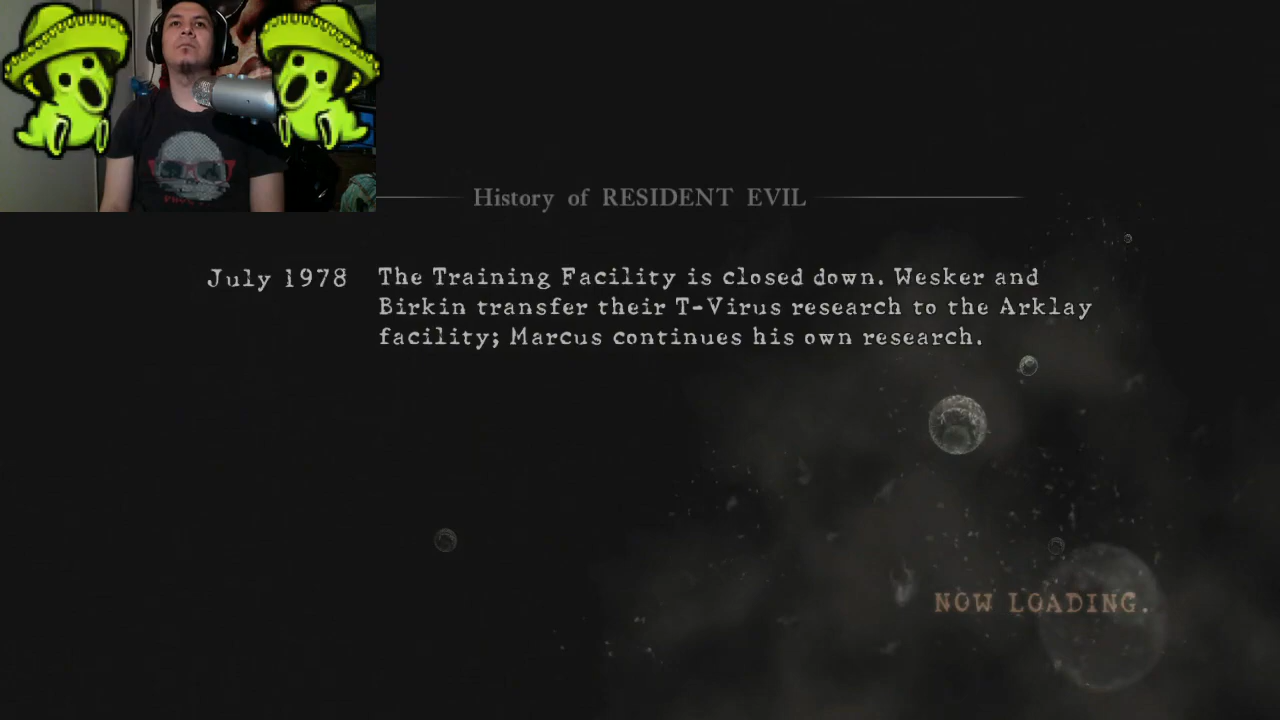 History of RESIDENT EVIL
July 1978 The Training Facility is closed down. Wesker and
Birkin transfer their T-Virus research to the Arklay
facility; Marcus continues his own research.
NOW LOADING.